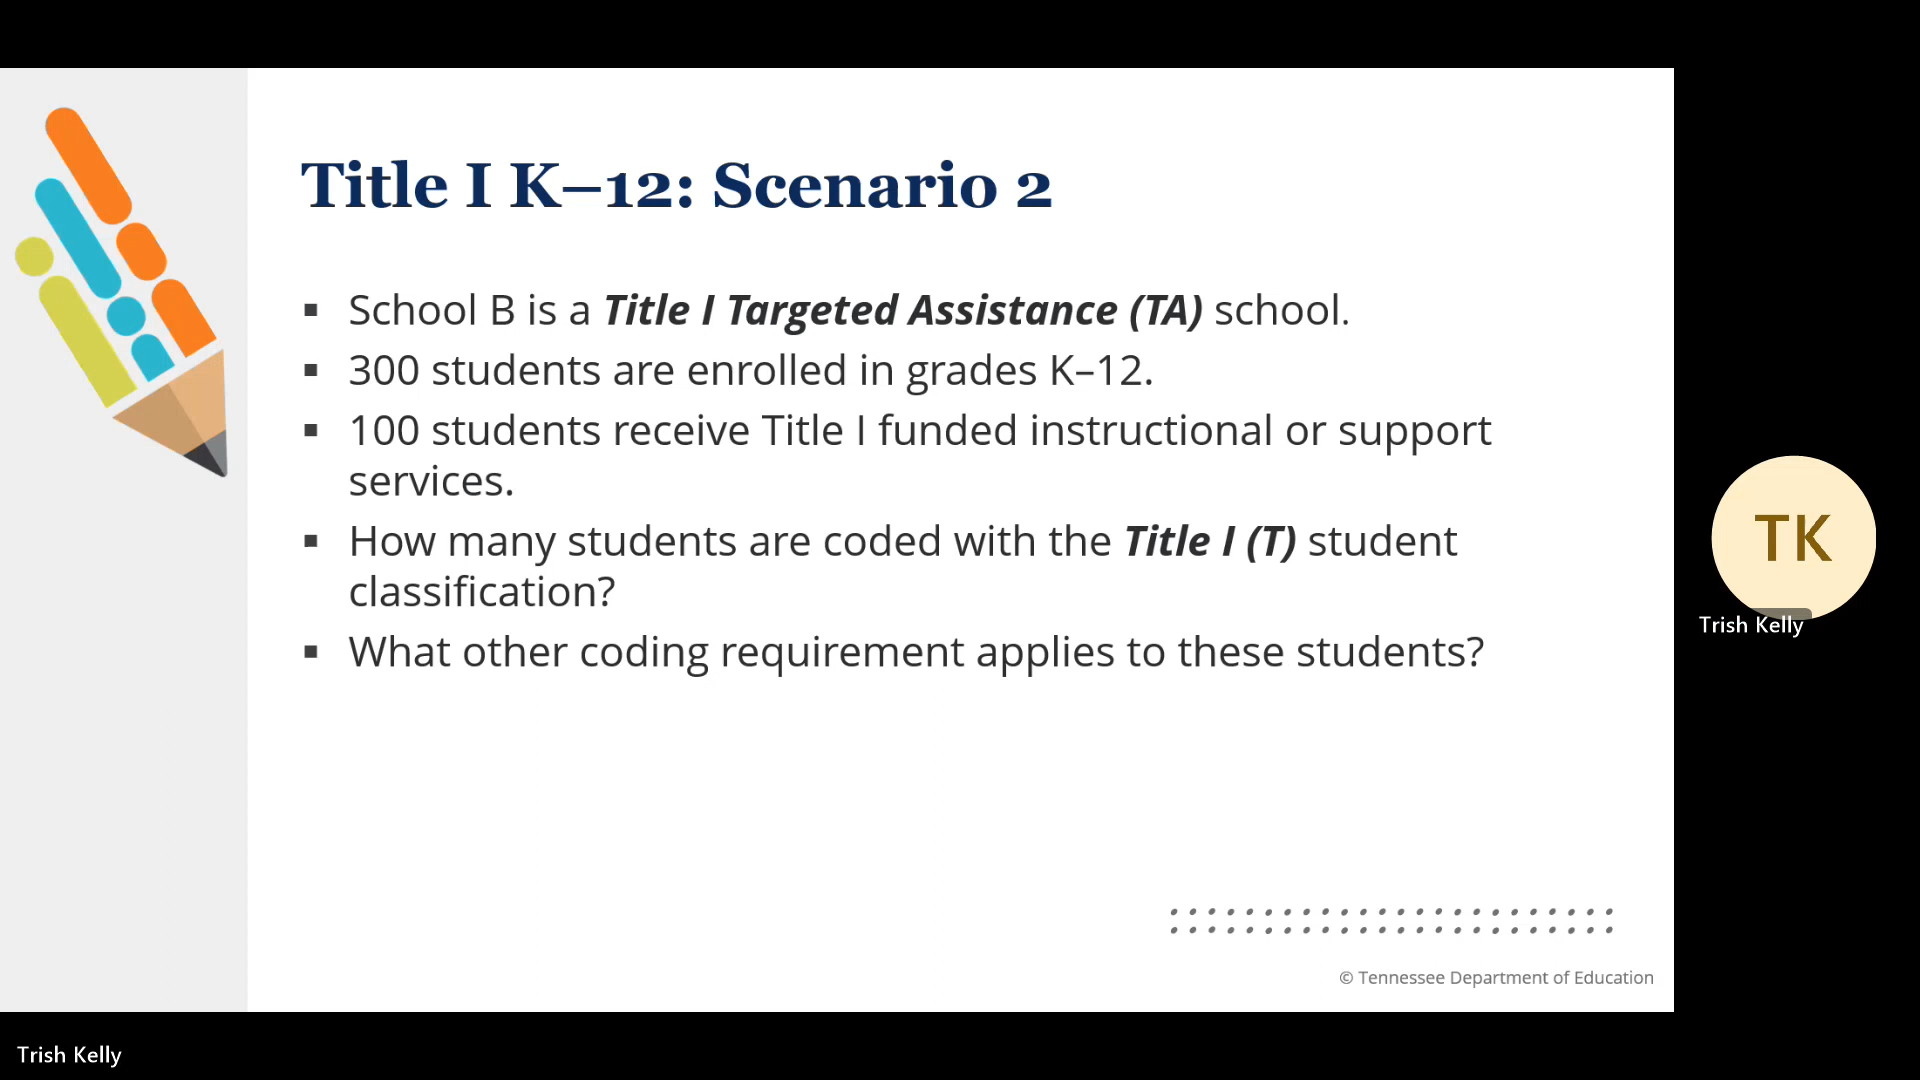 Title I K–12: Scenario 2
▪ School B is a Title I Targeted Assistance (TA) school.
▪ 300 students are enrolled in grades K–12.
▪ 100 students receive Title I funded instructional or support
services.
▪ How many students are coded with the Title I (T) student
classification?
▪ What other coding requirement applies to these students?
© Tennessee Department of Education
TK
Trish Kelly
Trish Kelly